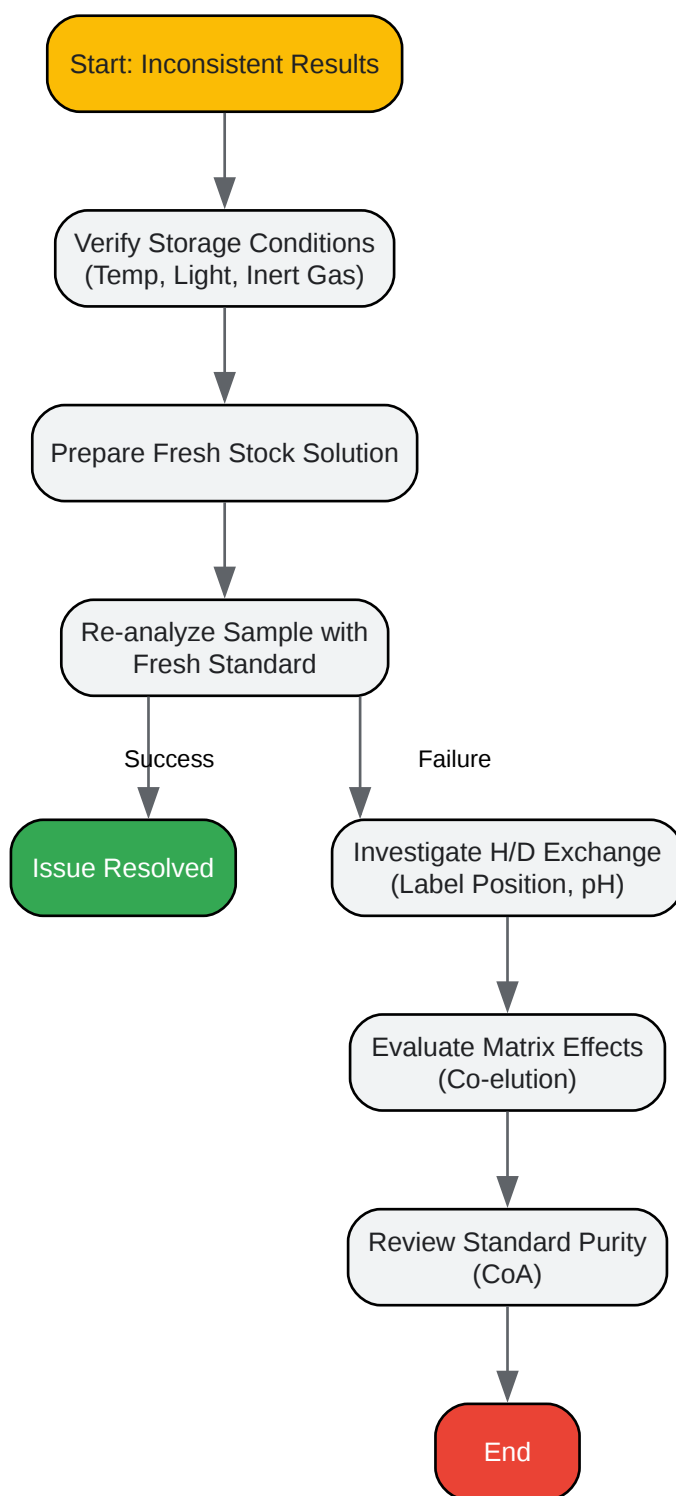 Start: Inconsistent Results
Verify Storage Conditions
(Temp, Light, Inert Gas)
Prepare Fresh Stock Solution
Re-analyze Sample with
Fresh Standard
Success
Failure
Issue Resolved
Investigate H/D Exchange
(Label Position, pH)
Evaluate Matrix Effects
(Co-elution)
Review Standard Purity
(CoA)
End